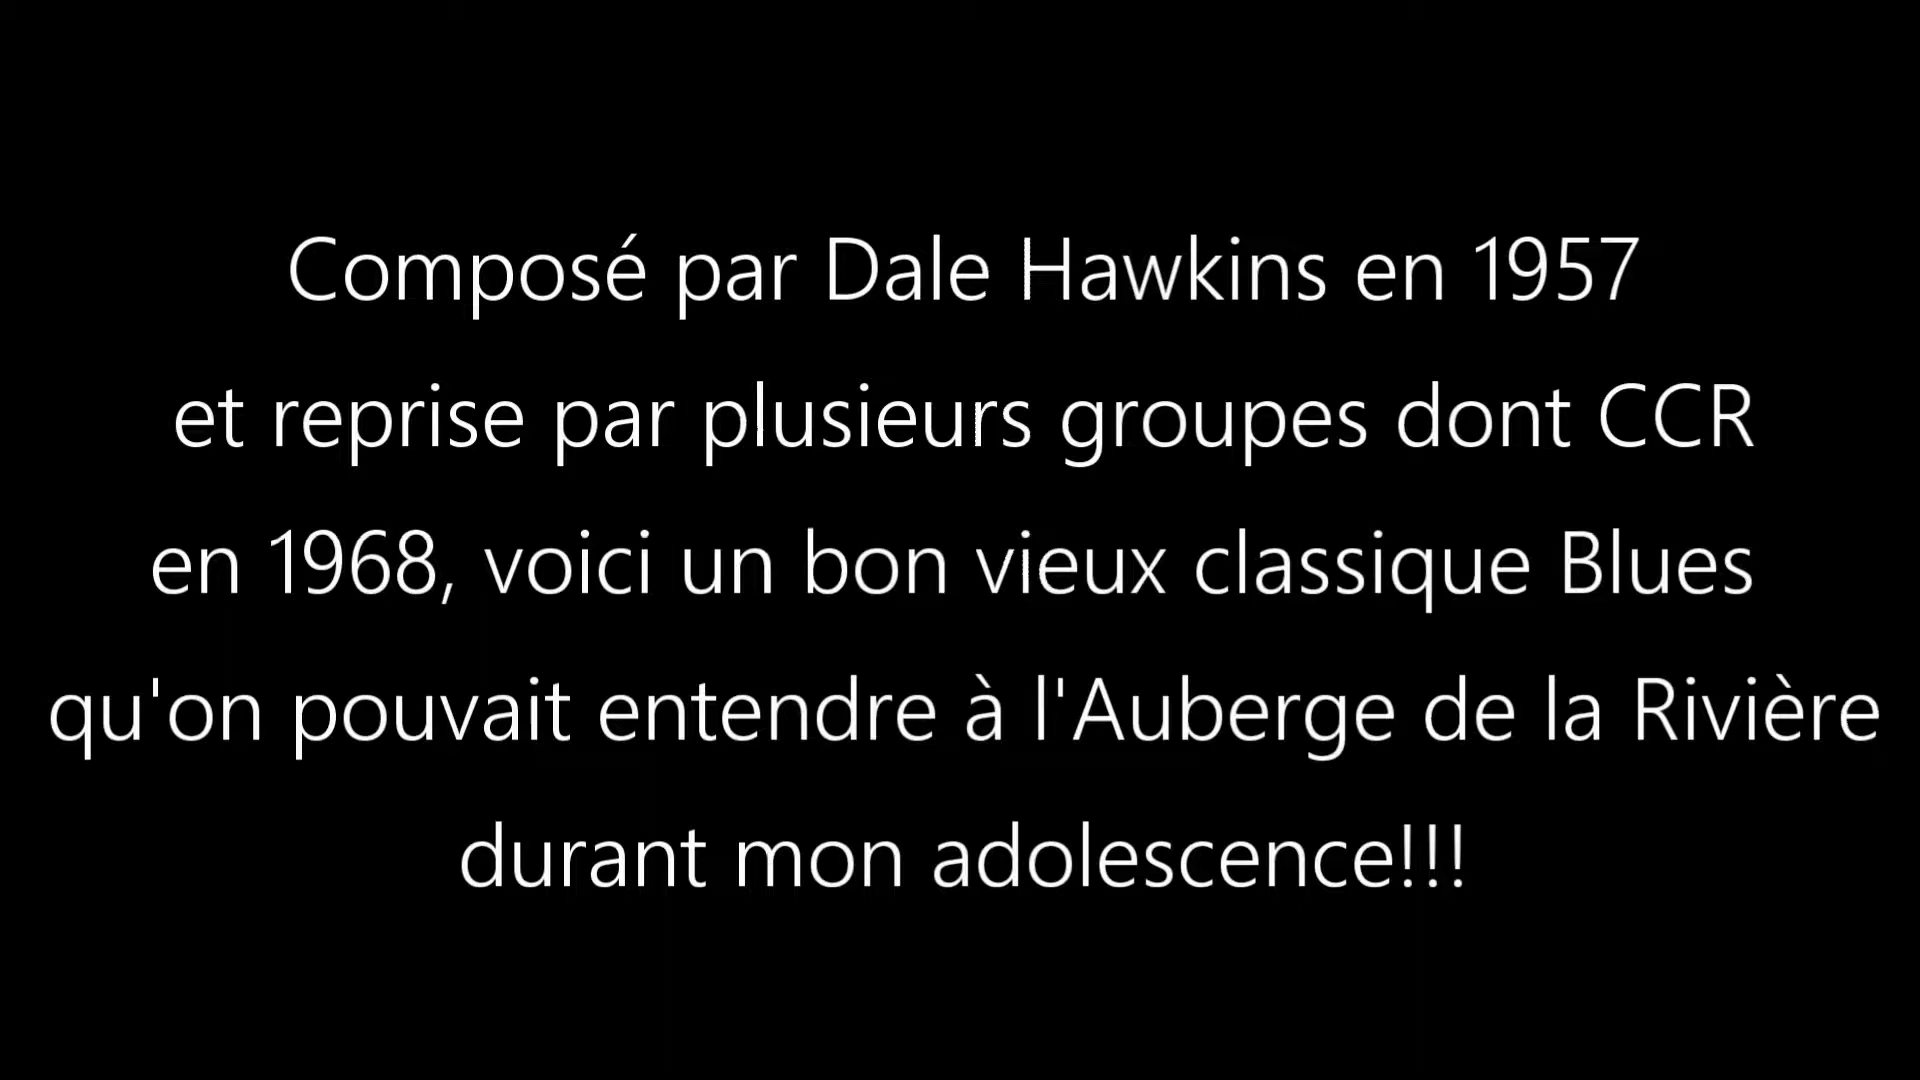 Composé par Dale Hawkins en 1957
et reprise par plusieurs groupes dont CCR
en 1968, voici un bon vieux classique Blues
qu'on pouvait entendre à l'Auberge de la Rivière
durant mon adolescence!!!